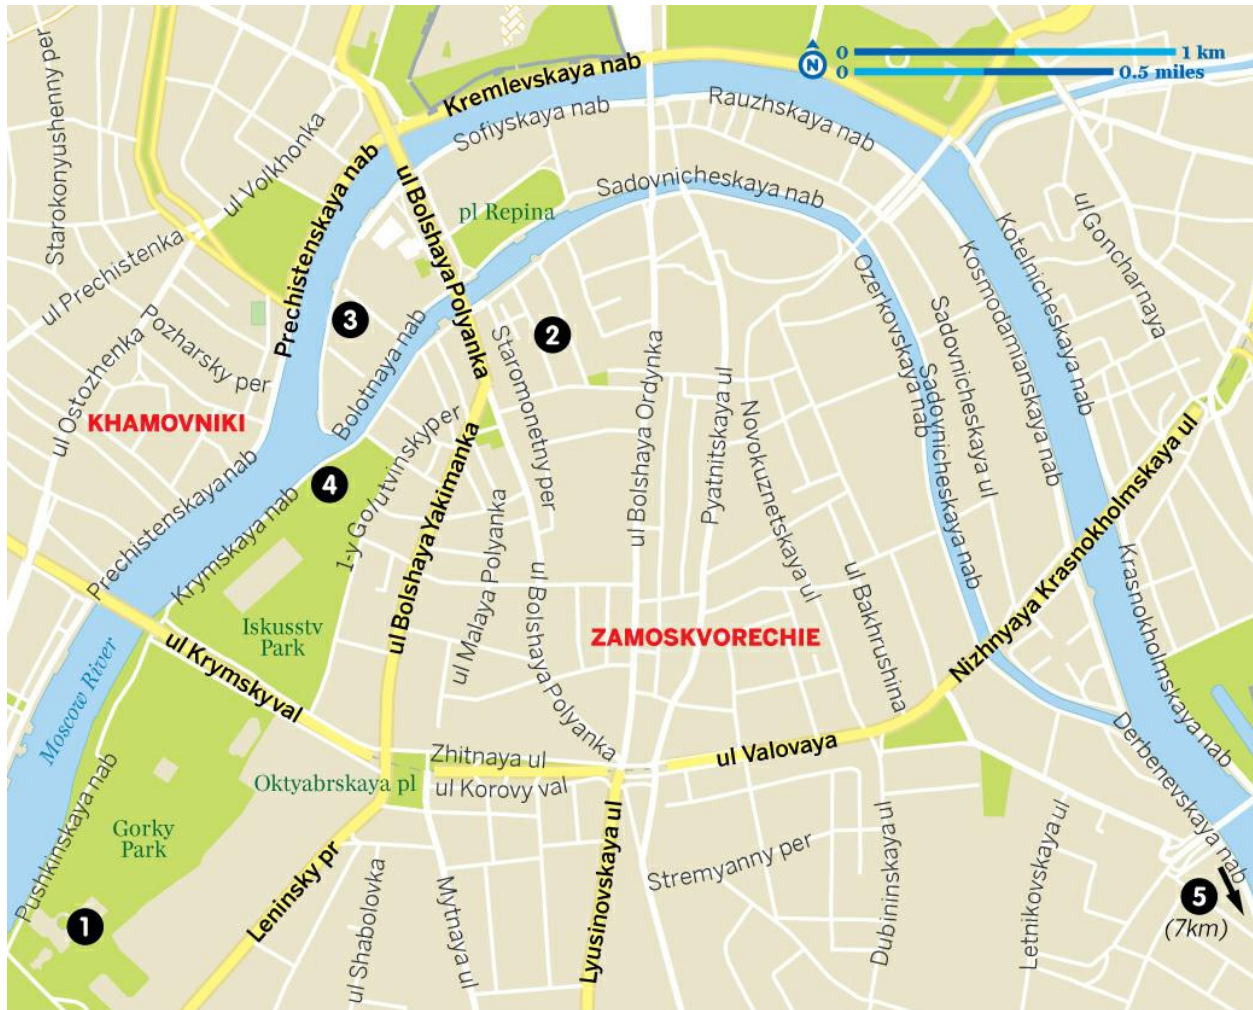 Starokonyushenny per
ul Volkhonka
ul Prechistenka
Kremlevskaya nab
Sofiyskaya nab
Rauzhskaya nab
N
0
1 km
0
0.5 miles
Prechistenskaya nab
ul Bolshaya Polyanka
pl Repina
Sadovnicheskaya nab
ul Goncharnaya
Kotelnicheskaya nab
Kosmodamianskaya nab
Ozerkovskaya nab
Sadovnicheskaya ul
Sadovnicheskaya nab
Pozharsky per
ul Ostozhenka
3
Bolotnaya nab
2
Staromonetny per
ul Bolshaya Ordynka
Pyatnitskaya ul
Novokuznetskaya ul
KHAMOVNIKI
4
1-y Golutvinskyper
Prechistenskayanab
Krymskaya nab
ul Bolshaya Yakimanka
ul Malaya Polyanka
ul Bolshaya Polyanka
ZAMOSKVORECHIE
ul Bakhrushina
Nizhnyaya Krasnokholmskaya ul
Krasnokholmskaya nab
Iskusstv
Park
ul Krymskyval
Moscow River
Pushkinskaya nab
Zhitnaya ul
ul Korovy val
ul Valovaya
Derbenevskaya nab
Oktyabrskaya pl
Gorky
Park
1
Leninsky pr
ul Shabolovka
Mytnaya ul
Lyusinovskaya ul
Stremyanny per
Dubininskaya ul
Letnikovskaya ul
5
(7km)